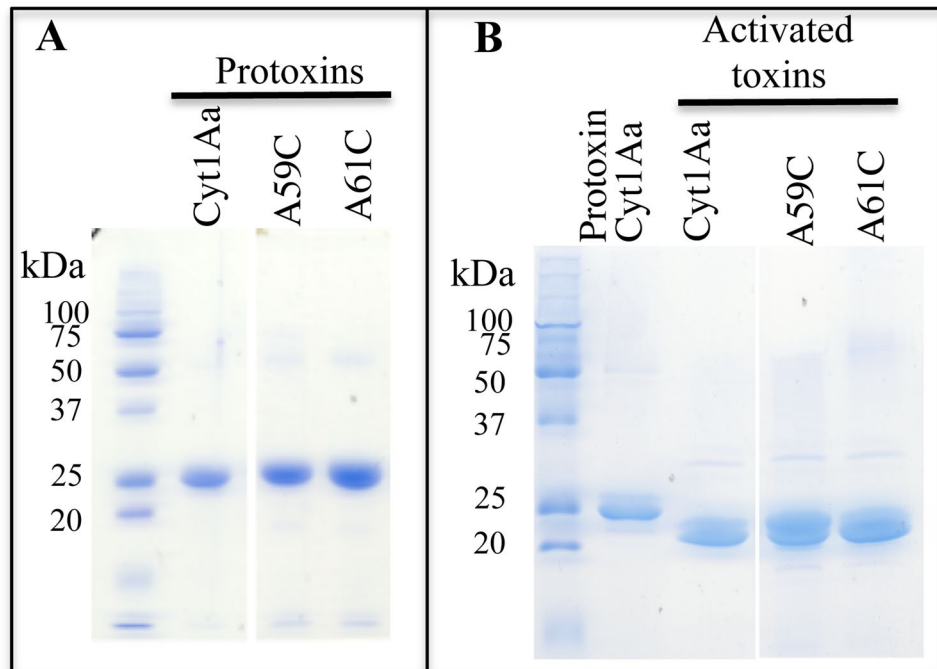 A
Protoxins
Cyt1Aa
A59C
A61C
kDa
100
75
50
37
25
20
B
Activated
toxins
Protoxin
Cyt1Aa
Cyt1Aa
A59C
A61C
kDa
100
75
50
37
25
20